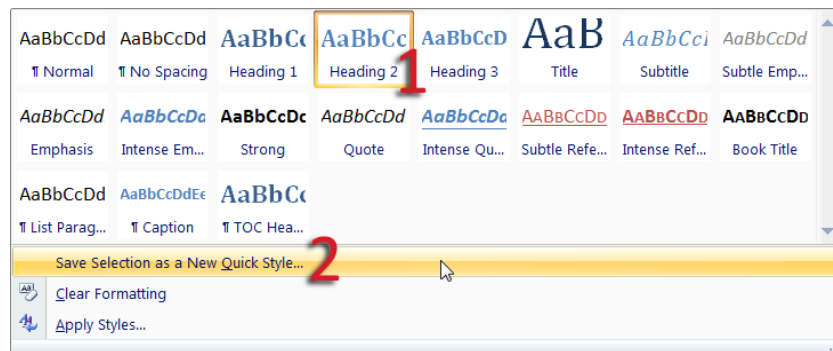 AaBbCcDd AaBbCcDd AaBbCc AaBbCc AaBbCcD AaB AaBbCcI AaBbCcDd
¶ Normal ¶ No Spacing Heading 1 Heading 2 Heading 3 Title Subtitle Subtle Emp...
1
AaBbCcDd AaBbCcDd AaBbCcDc AaBbCcDd AaBbCcDd AaBbCcDd AaBbCcDd AaBbCcDd
Emphasis Intense Em... Strong Quote Intense Qu... Subtle Refe... Intense Ref... Book Title
AaBbCcDd AaBbCcDdEe AaBbCc
¶ List Parag... ¶ Caption ¶ TOC Hea...
Save Selection as a New Quick Style... 2
Clear Formatting
Apply Styles...